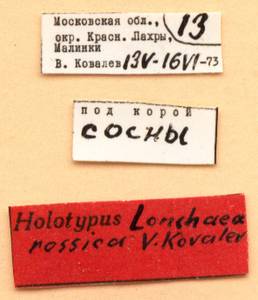 Московская обл., 13
окр. Красн. Пахры,
Малинки
В. Ковалев 13V-16VI-73
под корой
сосны
Holotypus Lonchaea
rossica V. Kovalev